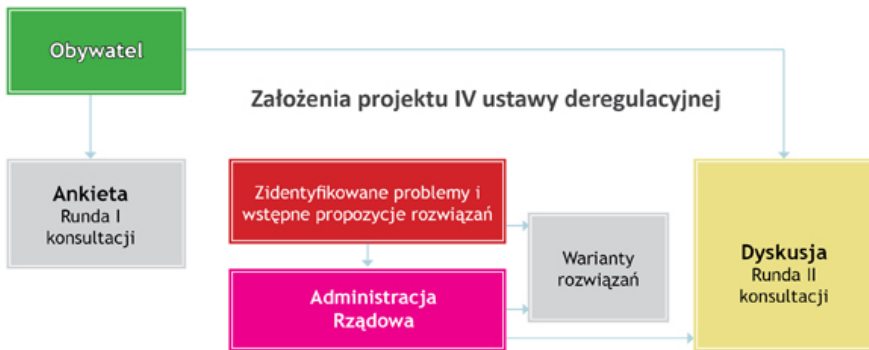 Obywatel
Założenia projektu IV ustawy deregulacyjnej
Ankieta
Runda I
konsultacji
Zidentyfikowane problemy i
wstępne propozycje rozwiązań
Warianty
rozwiązań
Administracja
Rządowa
Dyskusja
Runda II
konsultacji